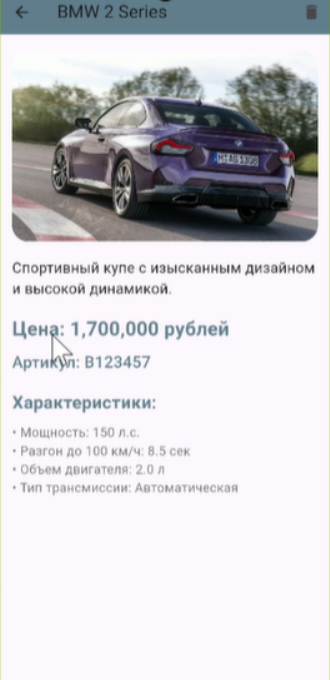 BMW 2 Series
Спортивный купе с изысканным дизайном
и высокой динамикой.
Цена: 1,700,000 рублей
Артикул: B123457
Характеристики:
• Мощность: 150 л.с.
• Разгон до 100 км/ч: 8.5 сек
• Объем двигателя: 2.0 л
• Тип трансмиссии: Автоматическая